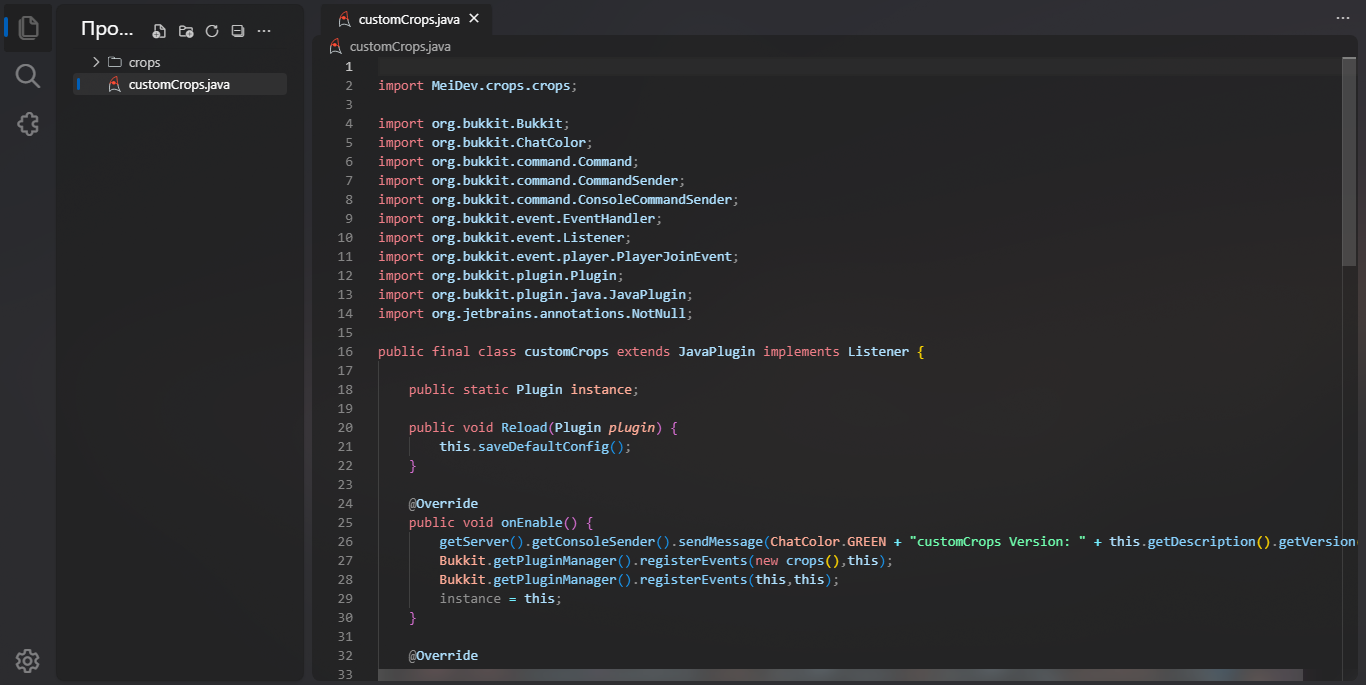 Про...
crops
customCrops.java
customCrops.java
customCrops.java
1
2 import MeiDev.crops.crops;
3
4 import org.bukkit.Bukkit;
5 import org.bukkit.ChatColor;
6 import org.bukkit.command.Command;
7 import org.bukkit.command.CommandSender;
8 import org.bukkit.command.ConsoleCommandSender;
9 import org.bukkit.event.EventHandler;
10 import org.bukkit.event.Listener;
11 import org.bukkit.event.player.PlayerJoinEvent;
12 import org.bukkit.plugin.Plugin;
13 import org.bukkit.plugin.java.JavaPlugin;
14 import org.jetbrains.annotations.NotNull;
15
16 public final class customCrops extends JavaPlugin implements Listener {
17
18 public static Plugin instance;
19
20 public void Reload(Plugin plugin) {
21 this.saveDefaultConfig();
22 }
23
24 @Override
25 public void onEnable() {
26 getServer().getConsoleSender().sendMessage(ChatColor.GREEN + "customCrops Version: " + this.getDescription().getVersion
27 Bukkit.getPluginManager().registerEvents(new crops(),this);
28 Bukkit.getPluginManager().registerEvents(this,this);
29 instance = this;
30 }
31
32 @Override
33